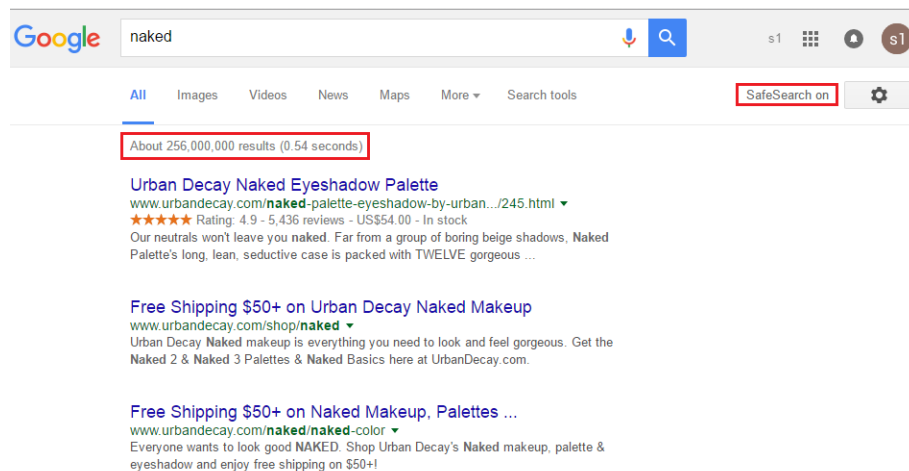 Google naked s1 s1
All Images Videos News Maps More Search tools SafeSearch on
About 256,000,000 results (0.54 seconds)
Urban Decay Naked Eyeshadow Palette
www.urbandecay.com/naked-palette-eyeshadow-by-urban.../245.html
Rating: 4.9 - 5,436 reviews - US$54.00 - In stock
Our neutrals won't leave you naked. Far from a group of boring beige shadows, Naked
Palette's long, lean, seductive case is packed with TWELVE gorgeous ...
Free Shipping $50+ on Urban Decay Naked Makeup
www.urbandecay.com/shop/naked
Urban Decay Naked makeup is everything you need to look and feel gorgeous. Get the
Naked 2 & Naked 3 Palettes & Naked Basics here at UrbanDecay.com.
Free Shipping $50+ on Naked Makeup, Palettes ...
www.urbandecay.com/naked/naked-color
Everyone wants to look good NAKED. Shop Urban Decay's Naked makeup, palette &
eyeshadow and enjoy free shipping on $50+!